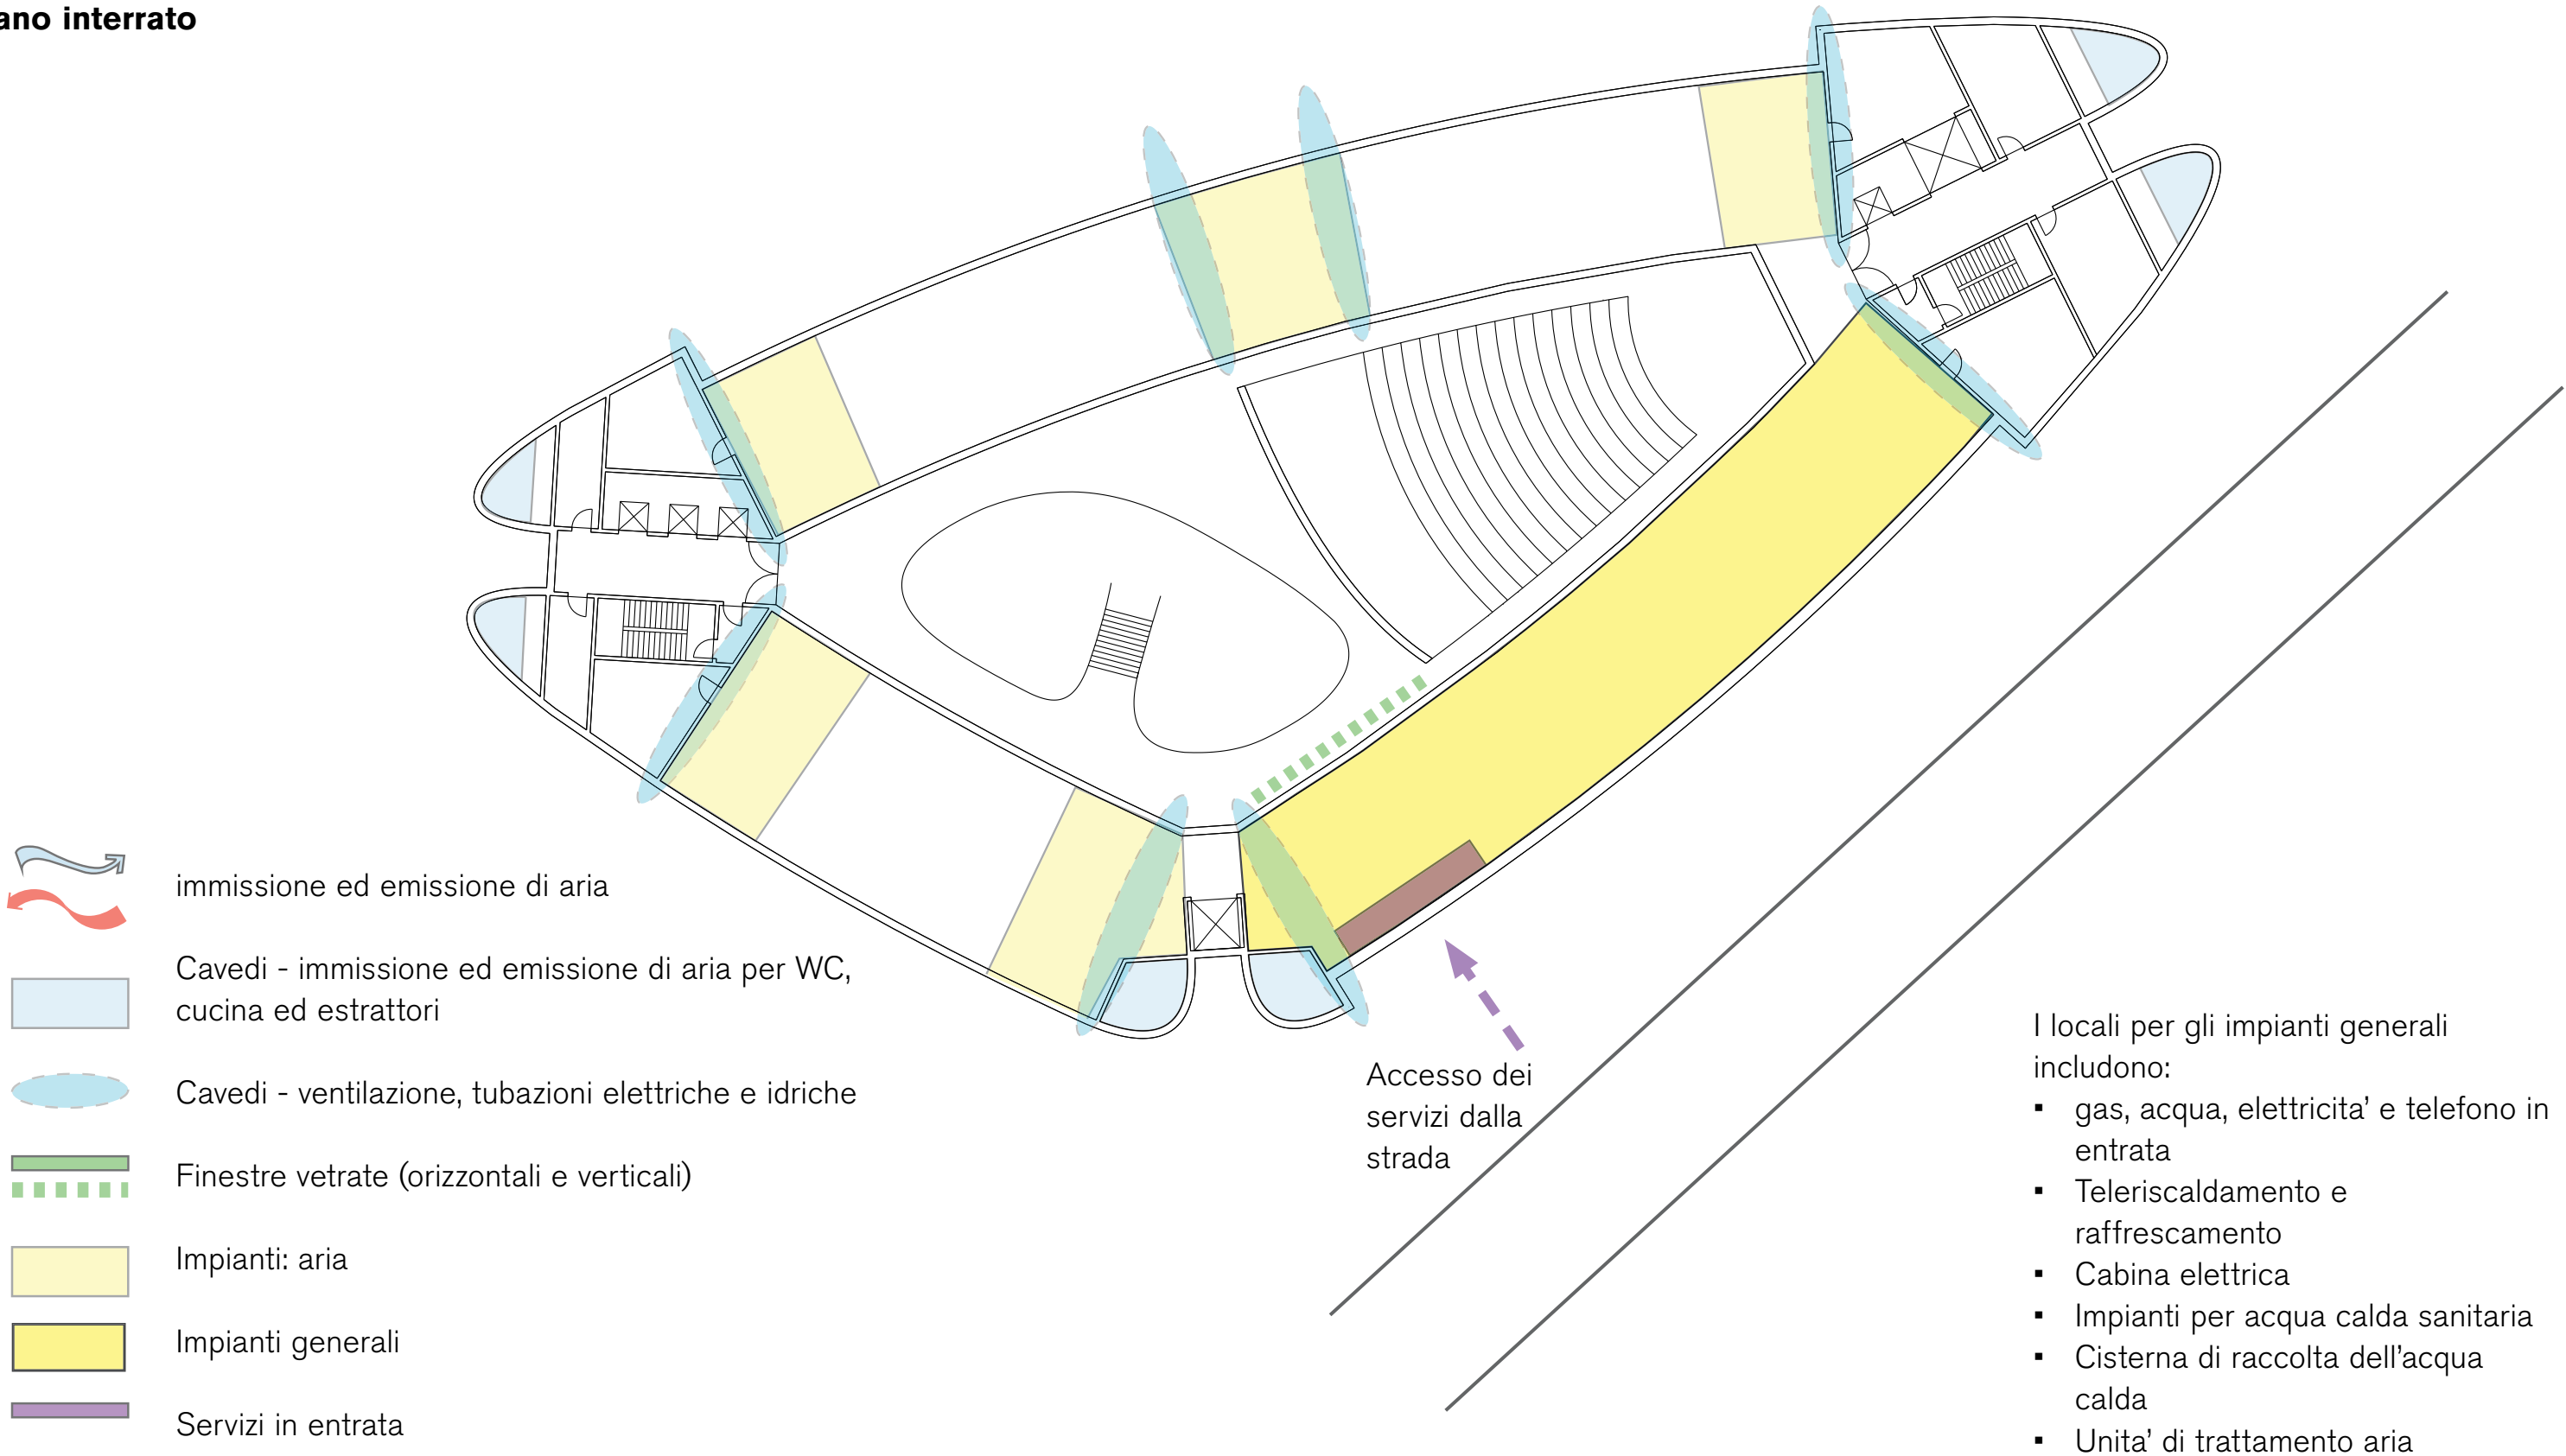 ano interrato
immissione ed emissione di aria
Cavedi - immissione ed emissione di aria per WC,
cucina ed estrattori
Cavedi - ventilazione, tubazioni elettriche e idriche
Finestre vetrate (orizzontali e verticali)
Impianti: aria
Impianti generali
Servizi in entrata
Accesso dei
servizi dalla
strada
I locali per gli impianti generali
includono:
▪ gas, acqua, elettricita’ e telefono in
entrata
▪ Teleriscaldamento e
raffrescamento
▪ Cabina elettrica
▪ Impianti per acqua calda sanitaria
▪ Cisterna di raccolta dell’acqua
calda
▪ Unita’ di trattamento aria